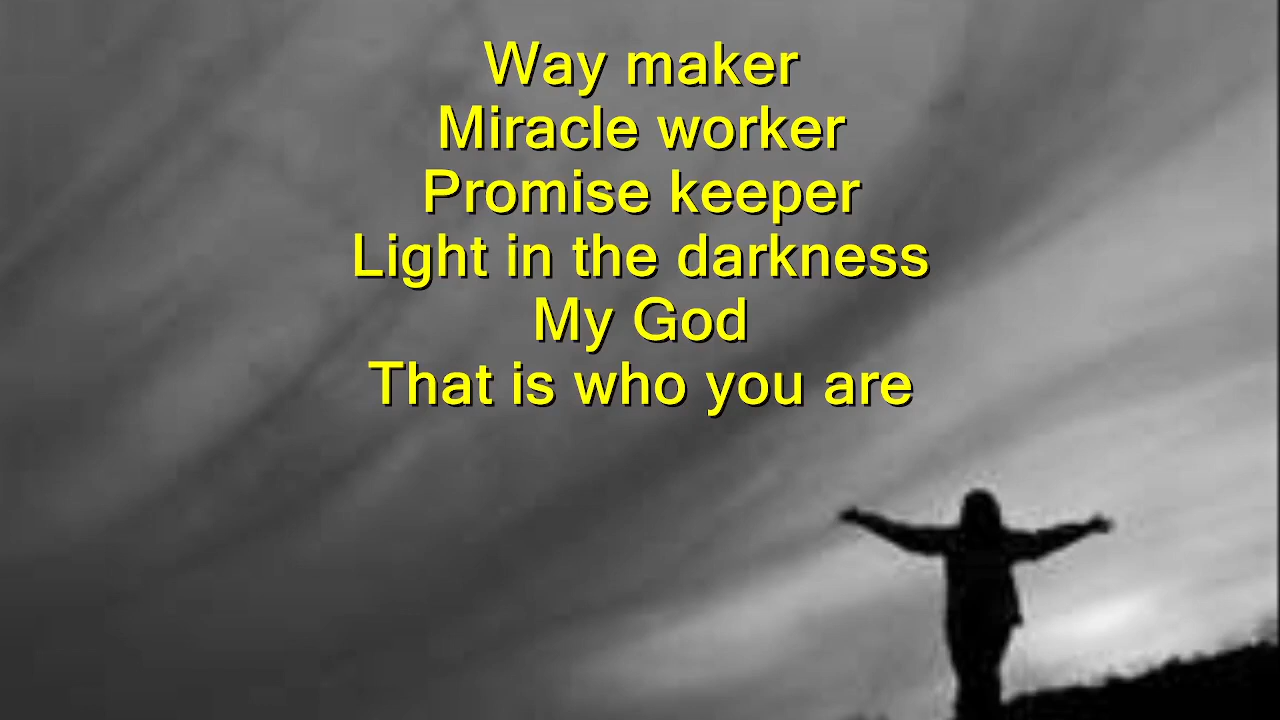 Way maker
Miracle worker
Promise keeper
Light in the darkness
My God
That is who you are